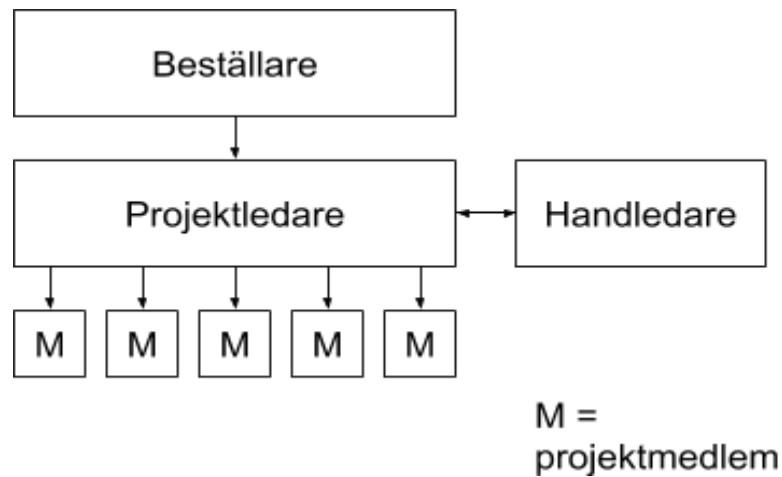 Beställare
Projektledare
Handledare
M
M
M
M
M
M =
projektmedlem